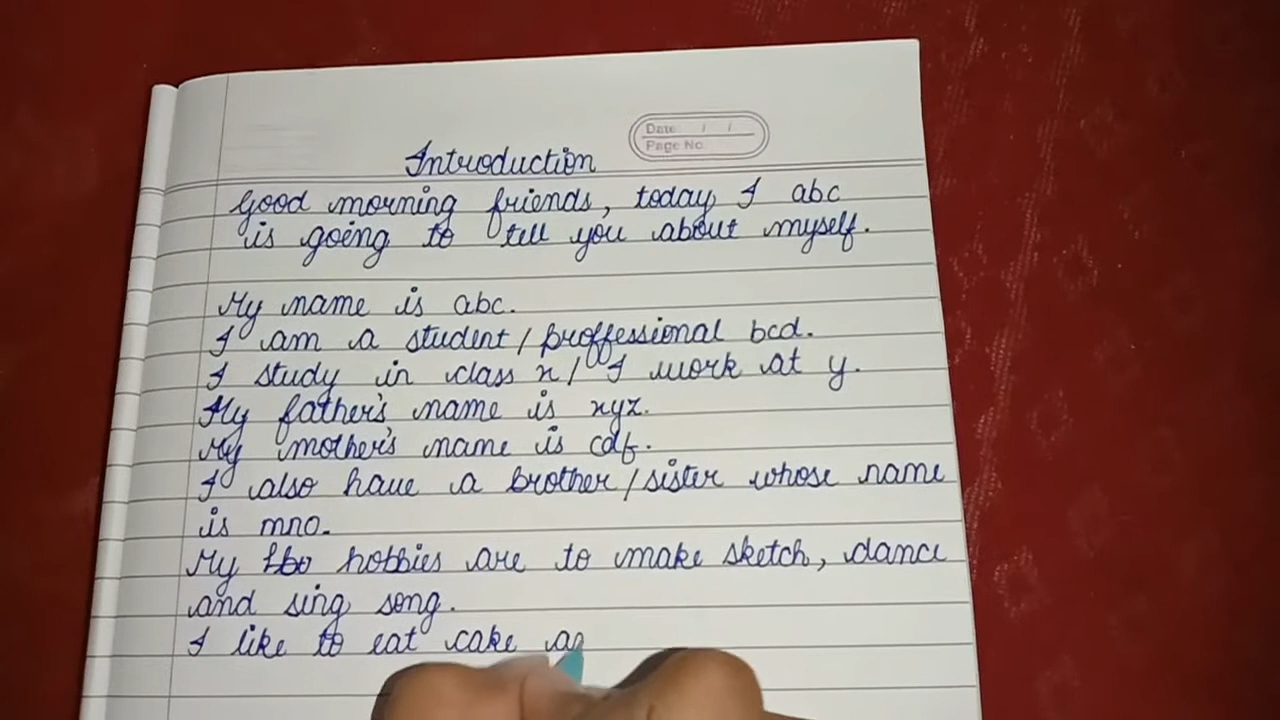 Date / /
Page No
Introduction
Good morning friends, today I abc
is going to tell you about myself.
My name is abc.
I am a student / proffessional bcd.
I study in class x / I work at y.
My father's name is xyz.
My mother's name is cdf.
I also have a brother / sister whose name
is mno.
My hobbies are to make sketch, dance
and sing song.
I like to eat cake